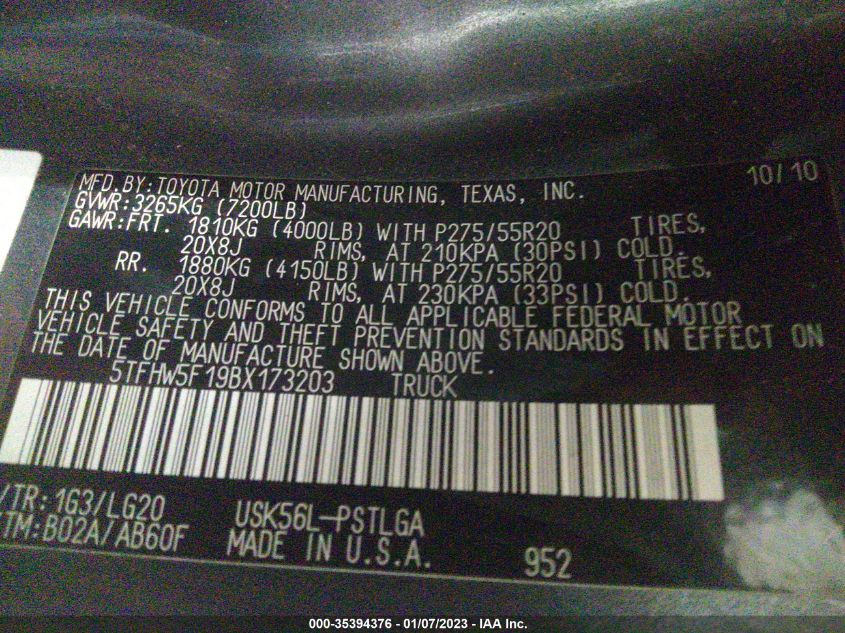 MFD.BY:TOYOTA MOTOR MANUFACTURING, TEXAS, INC. 10/10
GVWR:3265KG (7200LB)
GAWR:FRT. 1810KG (4000LB) WITH P275/55R20 TIRES,
20X8J RIMS, AT 210KPA (30PSI) COLD.
RR. 1880KG (4150LB) WITH P275/55R20 TIRES,
20X8J RIMS, AT 230KPA (33PSI) COLD.
THIS VEHICLE CONFORMS TO ALL APPLICABLE FEDERAL MOTOR
VEHICLE SAFETY AND THEFT PREVENTION STANDARDS IN EFFECT ON
THE DATE OF MANUFACTURE SHOWN ABOVE.
5TFHW5F19BX173203 TRUCK
/TR:1G3/LG20 USK56L-PSTLGA
/TM:B02A/AB60F MADE IN U.S.A. 952
000-35394376 - 01/07/2023 - IAA Inc.